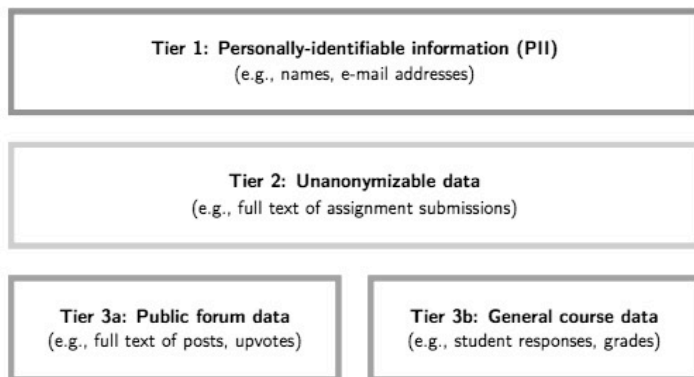 Tier 1: Personally-identifiable information (PII)
(e.g., names, e-mail addresses)
Tier 2: Unanonymizable data
(e.g., full text of assignment submissions)
Tier 3a: Public forum data
(e.g., full text of posts, upvotes)
Tier 3b: General course data
(e.g., student responses, grades)